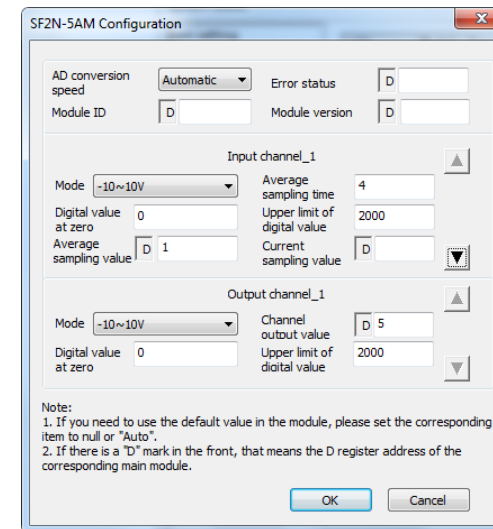 SF2N-5AM Configuration
AD conversion speed
Automatic
Error status
D
Module ID
D
Module version
D
Input channel_1
Mode
-10~10V
Average sampling time
4
Digital value at zero
0
Upper limit of digital value
2000
Average sampling value
D
1
Current sampling value
D
Output channel_1
Mode
-10~10V
Channel output value
D
5
Digital value at zero
0
Upper limit of digital value
2000
Note:
1. If you need to use the default value in the module, please set the corresponding
item to null or "Auto".
2. If there is a "D" mark in the front, that means the D register address of the
corresponding main module.
OK
Cancel